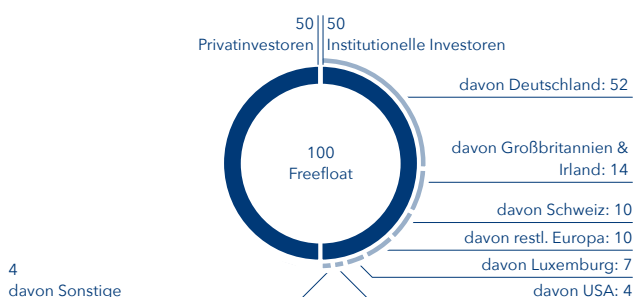 50 50
Privatinvestoren Institutionelle Investoren
davon Deutschland: 52
100
Freefloat
davon Großbritannien &
Irland: 14
davon Schweiz: 10
davon restl. Europa: 10
davon Luxemburg: 7
4
davon Sonstige
davon USA: 4